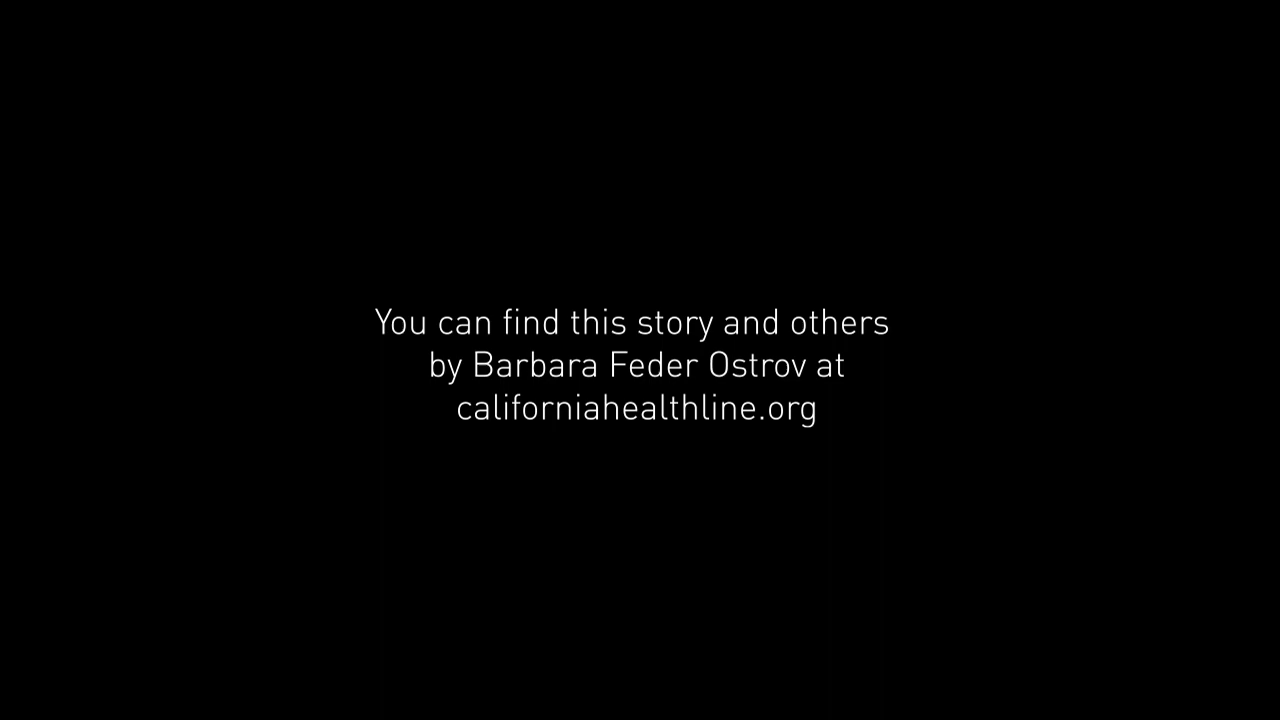 You can find this story and others
by Barbara Feder Ostrov at
californiahealthline.org